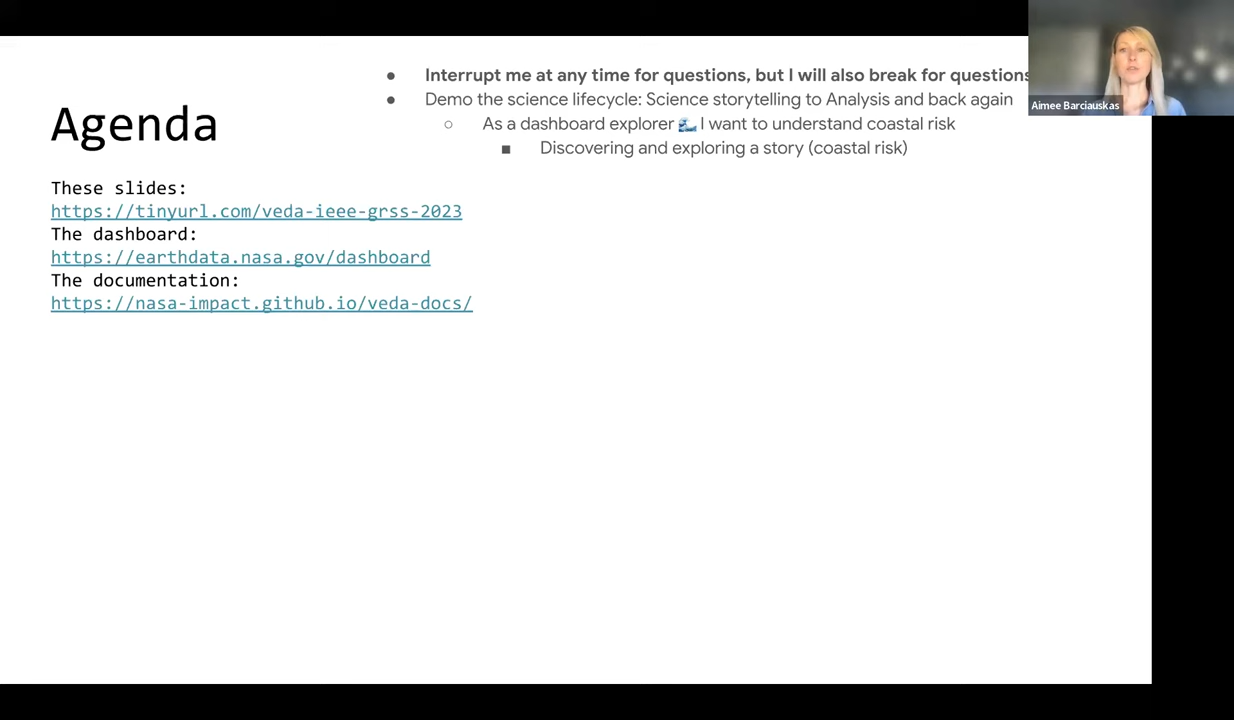 Agenda
These slides:
https://tinyurl.com/veda-ieee-grss-2023
The dashboard:
https://earthdata.nasa.gov/dashboard
The documentation:
https://nasa-impact.github.io/veda-docs/
● Interrupt me at any time for questions, but I will also break for questions
● Demo the science lifecycle: Science storytelling to Analysis and back again
○ As a dashboard explorer 🌊 I want to understand coastal risk
■ Discovering and exploring a story (coastal risk)
Aimee Barciauskas